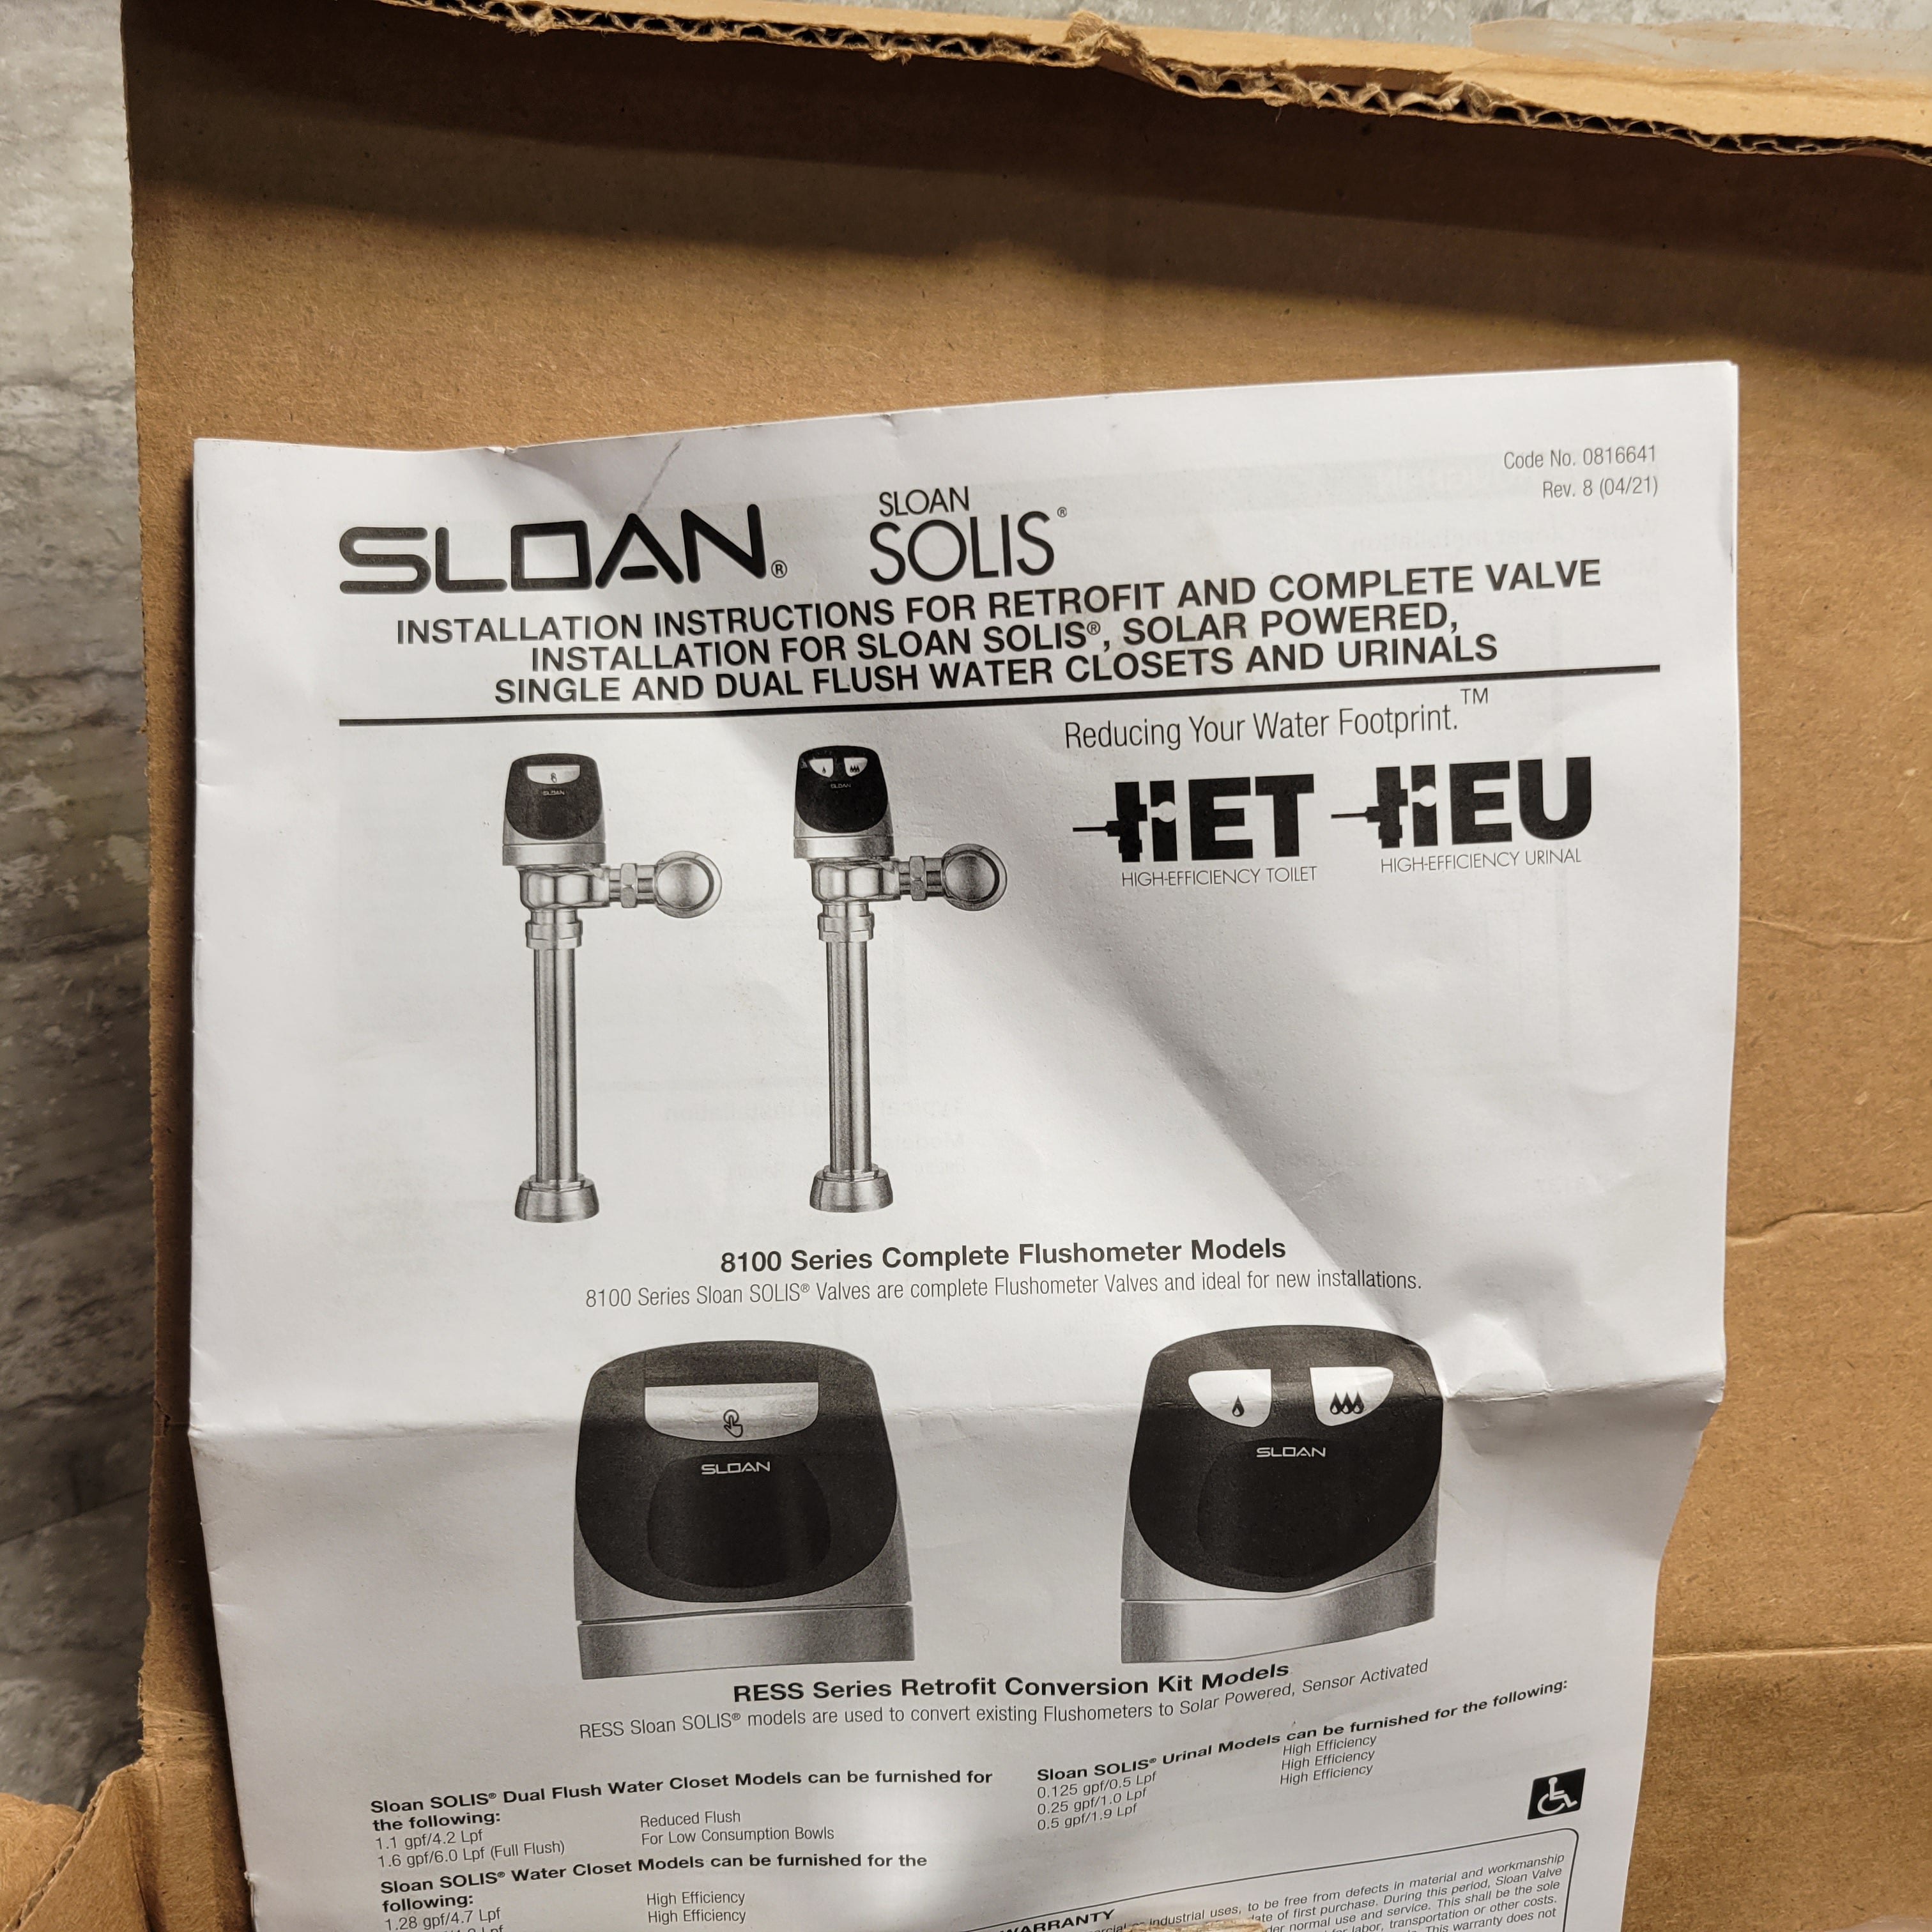 Code No. 0816641
Rev. 8 (04/21)
SLOAN®
SLOAN
SOLIS®
INSTALLATION INSTRUCTIONS FOR RETROFIT AND COMPLETE VALVE
INSTALLATION FOR SLOAN SOLIS®, SOLAR POWERED,
SINGLE AND DUAL FLUSH WATER CLOSETS AND URINALS
Reducing Your Water Footprint.™
HET
HIGH-EFFICIENCY TOILET
HEU
HIGH-EFFICIENCY URINAL
SLOAN
SLOAN
8100 Series Complete Flushometer Models
8100 Series Sloan SOLIS® Valves are complete Flushometer Valves and ideal for new installations.
SLOAN
SLOAN
RESS Series Retrofit Conversion Kit Models
RESS Sloan SOLIS® models are used to convert existing Flushometers to Solar Powered, Sensor Activated
Sloan SOLIS® Dual Flush Water Closet Models can be furnished for
the following:
1.1 gpf/4.2 Lpf Reduced Flush
1.6 gpf/6.0 Lpf (Full Flush) For Low Consumption Bowls
Sloan SOLIS® Water Closet Models can be furnished for the
following:
1.28 gpf/4.7 Lpf High Efficiency
Lpf High Efficiency
Sloan SOLIS® Urinal Models can be furnished for the following:
0.125 gpf/0.5 Lpf High Efficiency
0.25 gpf/1.0 Lpf High Efficiency
0.5 gpf/1.9 Lpf High Efficiency
WARRANTY
industrial uses, to be free from defects in material and workmanship
date of first purchase. During this period, Sloan Valve
normal use and service. This shall be the sole
for labor, transportation or other costs.
This warranty does not